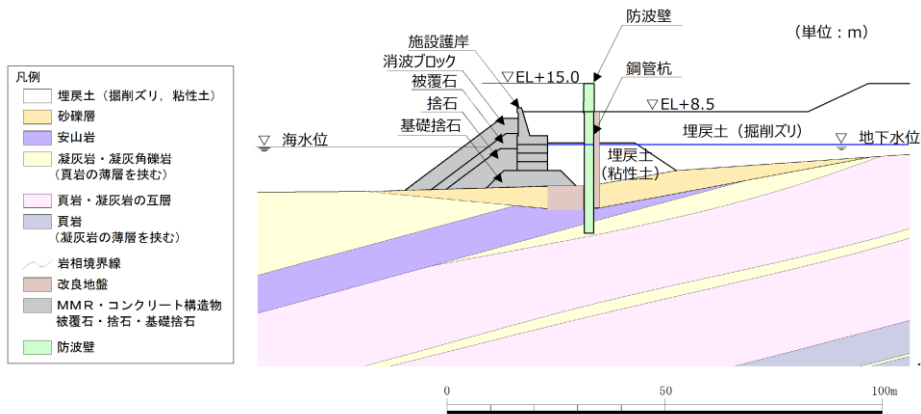 防波壁
(単位：m)
施設護岸
消波ブロック
被覆石
捨石
基礎捨石
鋼管杭
▽EL+15.0
▽EL+8.5
海水位
埋戻土（掘削ズリ）
地下水位
埋戻土
(粘性土)
凡例
埋戻土（掘削ズリ，粘性土）
砂礫層
安山岩
凝灰岩・凝灰角礫岩
（頁岩の薄層を挟む）
頁岩・凝灰岩の互層
頁岩
（凝灰岩の薄層を挟む）
岩相境界線
改良地盤
ＭＭＲ・コンクリート構造物
被覆石・捨石・基礎捨石
防波壁
0 50 100m